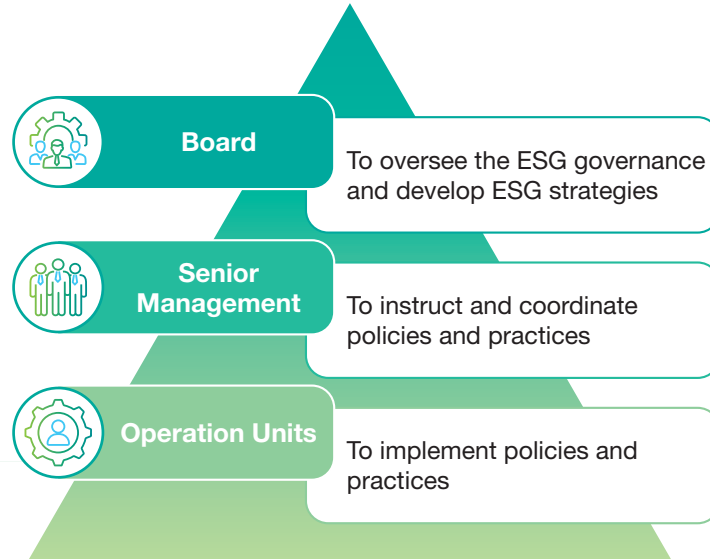 Board
To oversee the ESG governance
and develop ESG strategies
Senior
Management
To instruct and coordinate
policies and practices
Operation Units
To implement policies and
practices